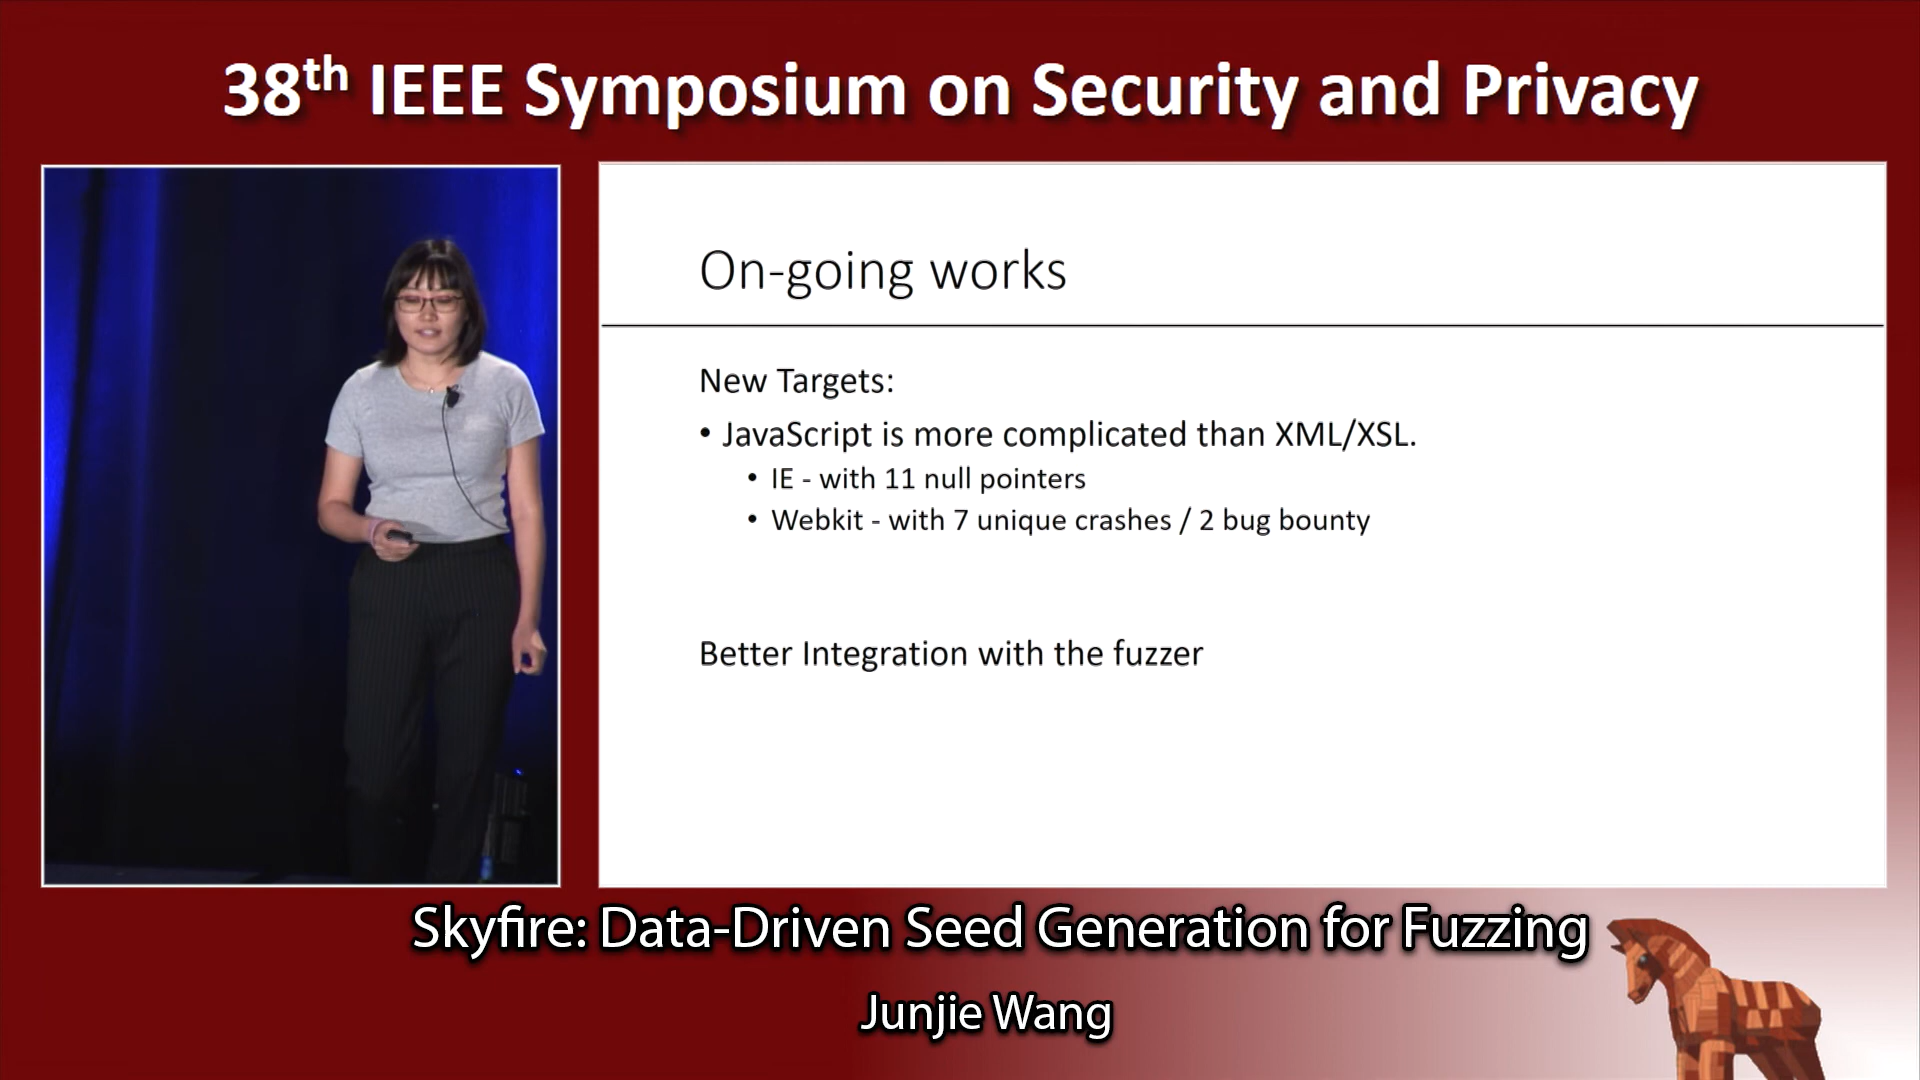 38th IEEE Symposium on Security and Privacy
On-going works
New Targets:
• JavaScript is more complicated than XML/XSL.
• IE - with 11 null pointers
• Webkit - with 7 unique crashes / 2 bug bounty
Better Integration with the fuzzer
Skyfire: Data-Driven Seed Generation for Fuzzing
Junjie Wang